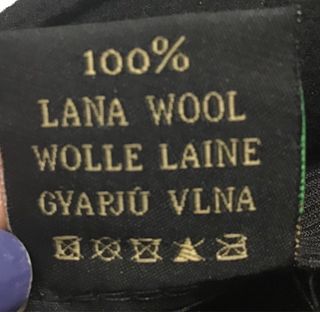 100%
LANA WOOL
WOLLE LAINE
GYAPJÚ VLNA